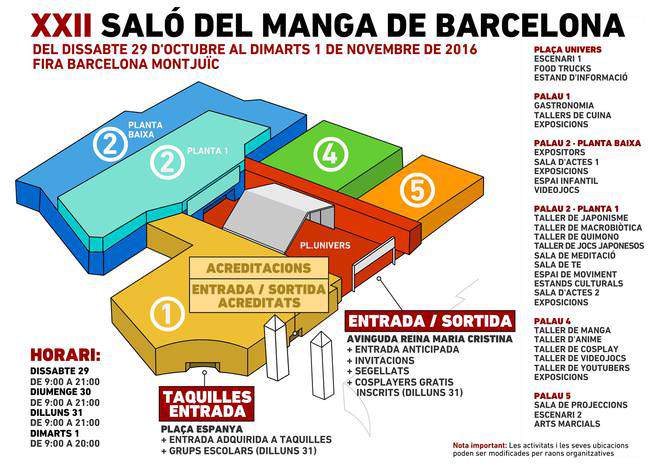 XXII SALÓ DEL MANGA DE BARCELONA
DEL DISSABTE 29 D'OCTUBRE AL DIMARTS 1 DE NOVEMBRE DE 2016
FIRA BARCELONA MONTJUÏC
2
PLANTA
BAIXA
2
PLANTA 1
4
5
PL.UNIVERS
ACREDITACIONS
ENTRADA / SORTIDA
ACREDITATS
1
ENTRADA / SORTIDA
AVINGUDA REINA MARIA CRISTINA
+ ENTRADA ANTICIPADA
+ INVITACIONS
+ SEGELLATS
+ COSPLAYERS GRATIS
INSCRITS (DILLUNS 31)
HORARI:
DISSABTE 29
DE 9:00 A 21:00
DIUMENGE 30
DE 9:00 A 21:00
DILLUNS 31
DE 9:00 A 21:00
DIMARTS 1
DE 9:00 A 20:00
TAQUILLES
ENTRADA
PLAÇA ESPANYA
+ ENTRADA ADQUIRIDA A TAQUILLES
+ GRUPS ESCOLARS (DILLUNS 31)
PLAÇA UNIVERS
ESCENARI 1
FOOD TRUCKS
ESTAND D'INFORMACIÓ
PALAU 1
GASTRONOMIA
TALLERS DE CUINA
EXPOSICIONS
PALAU 2 - PLANTA BAIXA
EXPOSITORS
SALA D'ACTES 1
EXPOSICIONS
ESPAI INFANTIL
VIDEOJOCS
PALAU 2 - PLANTA 1
TALLER DE JAPONISME
TALLER DE MACROBIÒTICA
TALLER DE QUIMONO
TALLER DE JOCS JAPONESOS
SALA DE MEDITACIÓ
SALA DE TE
ESPAI DE MOVIMENT
ESTANDS CULTURALS
SALA D'ACTES 2
EXPOSICIONS
PALAU 4
TALLER DE MANGA
TALLER D'ANIME
TALLER DE COSPLAY
TALLER DE VIDEOJOCS
TALLER DE YOUTUBERS
EXPOSICIONS
PALAU 5
SALA DE PROJECCIONS
ESCENARI 2
ARTS MARCIALS
Nota important: Les activitats i les seves ubicacions
poden ser modificades per raons organitzatives